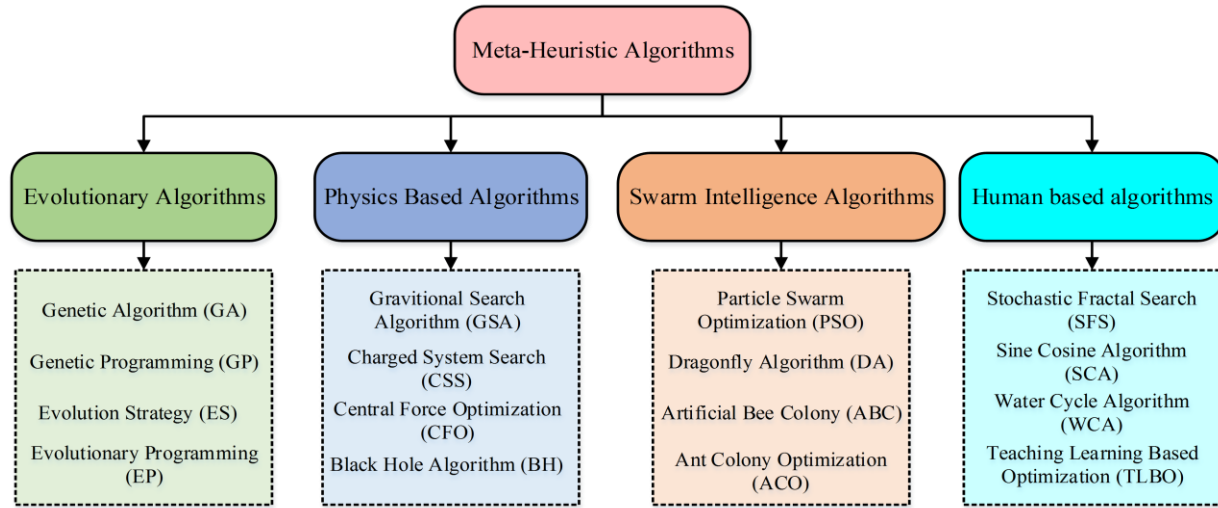 Meta-Heuristic Algorithms
Evolutionary Algorithms
Physics Based Algorithms
Swarm Intelligence Algorithms
Human based algorithms
Genetic Algorithm (GA)
Genetic Programming (GP)
Evolution Strategy (ES)
Evolutionary Programming
(EP)
Gravitional Search
Algorithm (GSA)
Charged System Search
(CSS)
Central Force Optimization
(CFO)
Black Hole Algorithm (BH)
Particle Swarm
Optimization (PSO)
Dragonfly Algorithm (DA)
Artificial Bee Colony (ABC)
Ant Colony Optimization
(ACO)
Stochastic Fractal Search
(SFS)
Sine Cosine Algorithm
(SCA)
Water Cycle Algorithm
(WCA)
Teaching Learning Based
Optimization (TLBO)